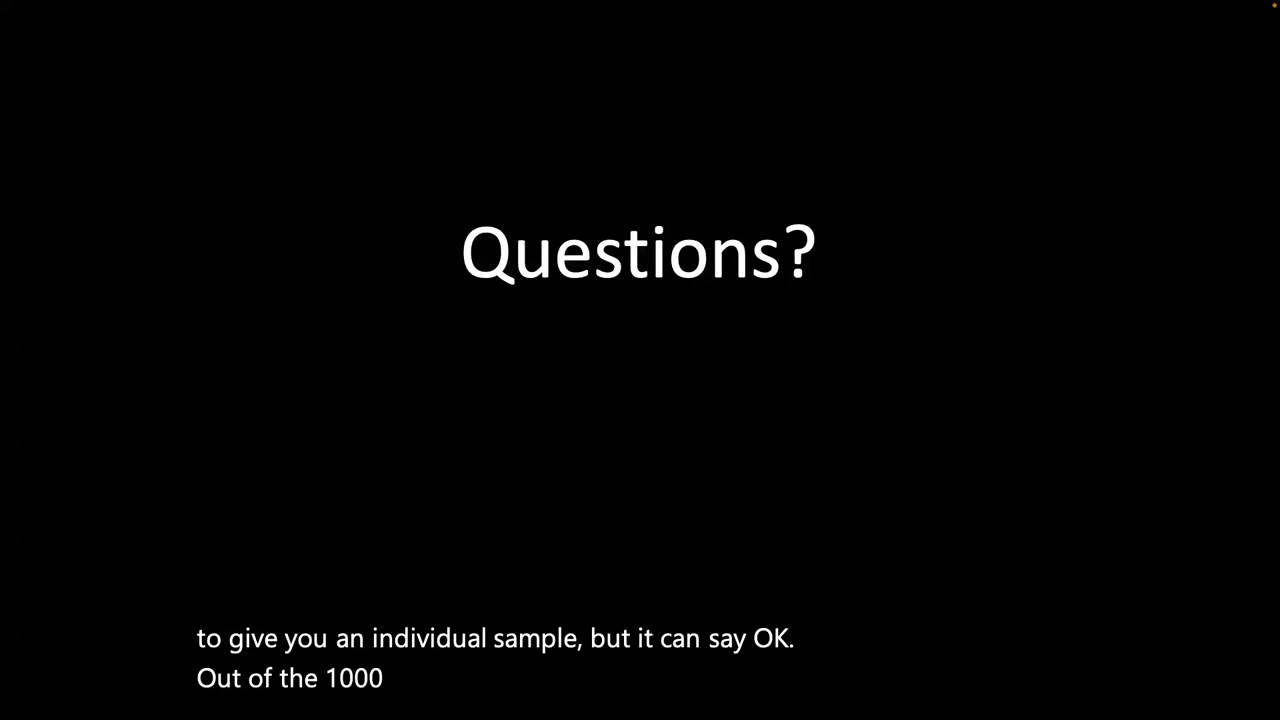 Questions?
to give you an individual sample, but it can say OK.
Out of the 1000